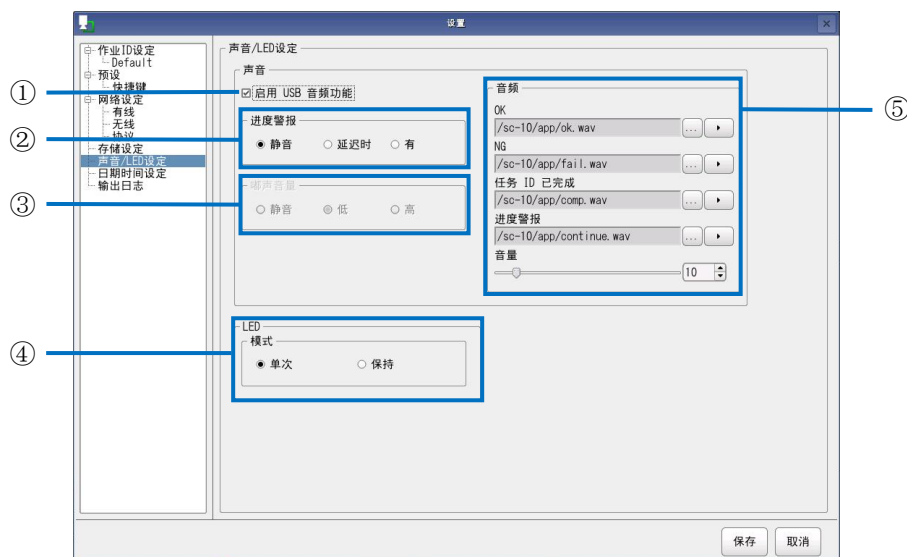 设置
作业ID设定
Default
预设
快捷键
网络设定
有线
无线
协议
存储设定
声音/LED设定
日期时间设定
输出日志
①
②
③
④
⑤
声音/LED设定
声音
启用 USB 音频功能
进度警报
静音 延迟时 有
嘟声音量
静音 低 高
音频
OK
/sc-10/app/ok.wav ...
NG
/sc-10/app/fail.wav ...
任务 ID 已完成
/sc-10/app/comp.wav ...
进度警报
/sc-10/app/continue.wav ...
音量
10
LED
模式
单次 保持
保存 取消